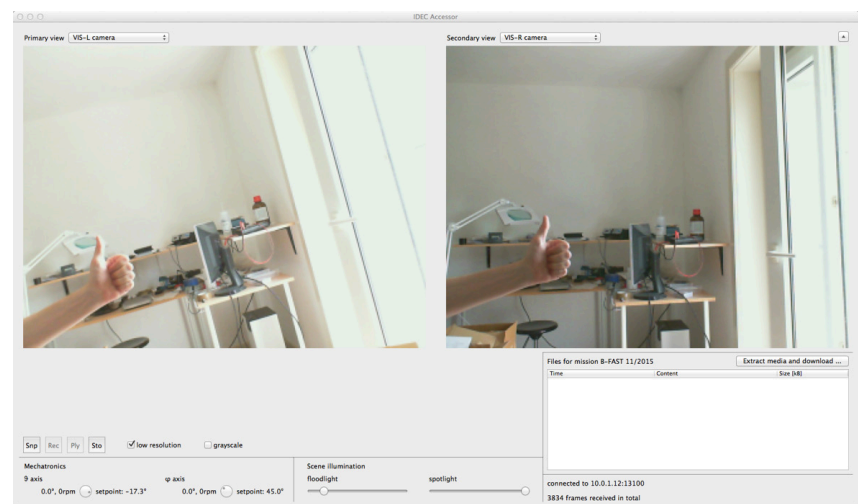 IDEC Accessor
Primary view VIS-L camera
Secondary view VIS-R camera
Files for mission B-FAST 11/2015
Extract media and download ...
Time Content Size [kB]
Snp Rec Ply Sto low resolution grayscale
Mechatronics
Scene illumination
9 axis φ axis
floodlight spotlight
0.0°, 0rpm setpoint: -17.3° 0.0°, 0rpm setpoint: 45.0°
connected to 10.0.1.12:13100
3834 frames received in total